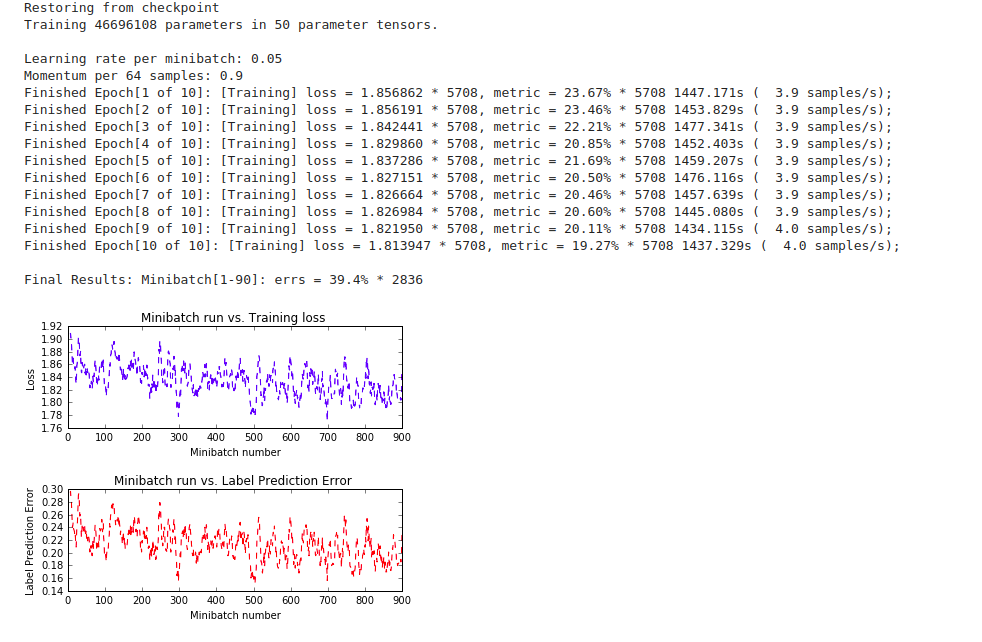 Restoring from checkpoint
Training 46696108 parameters in 50 parameter tensors.
Learning rate per minibatch: 0.05
Momentum per 64 samples: 0.9
Finished Epoch[1 of 10]: [Training] loss = 1.856862 * 5708, metric = 23.67% * 5708 1447.171s (  3.9 samples/s);
Finished Epoch[2 of 10]: [Training] loss = 1.856191 * 5708, metric = 23.46% * 5708 1453.829s (  3.9 samples/s);
Finished Epoch[3 of 10]: [Training] loss = 1.842441 * 5708, metric = 22.21% * 5708 1477.341s (  3.9 samples/s);
Finished Epoch[4 of 10]: [Training] loss = 1.829860 * 5708, metric = 20.85% * 5708 1452.403s (  3.9 samples/s);
Finished Epoch[5 of 10]: [Training] loss = 1.837286 * 5708, metric = 21.69% * 5708 1459.207s (  3.9 samples/s);
Finished Epoch[6 of 10]: [Training] loss = 1.827151 * 5708, metric = 20.50% * 5708 1476.116s (  3.9 samples/s);
Finished Epoch[7 of 10]: [Training] loss = 1.826664 * 5708, metric = 20.46% * 5708 1457.639s (  3.9 samples/s);
Finished Epoch[8 of 10]: [Training] loss = 1.826984 * 5708, metric = 20.60% * 5708 1445.080s (  3.9 samples/s);
Finished Epoch[9 of 10]: [Training] loss = 1.821950 * 5708, metric = 20.11% * 5708 1434.115s (  4.0 samples/s);
Finished Epoch[10 of 10]: [Training] loss = 1.813947 * 5708, metric = 19.27% * 5708 1437.329s (  4.0 samples/s);
Final Results: Minibatch[1-90]: errs = 39.4% * 2836
Minibatch run vs. Training loss
1.92
1.90
1.88
1.86
1.84
1.82
1.80
1.78
1.76
Loss
0 100 200 300 400 500 600 700 800 900
Minibatch number
Minibatch run vs. Label Prediction Error
0.30
0.28
0.26
0.24
0.22
0.20
0.18
0.16
0.14
Label Prediction Error
0 100 200 300 400 500 600 700 800 900
Minibatch number